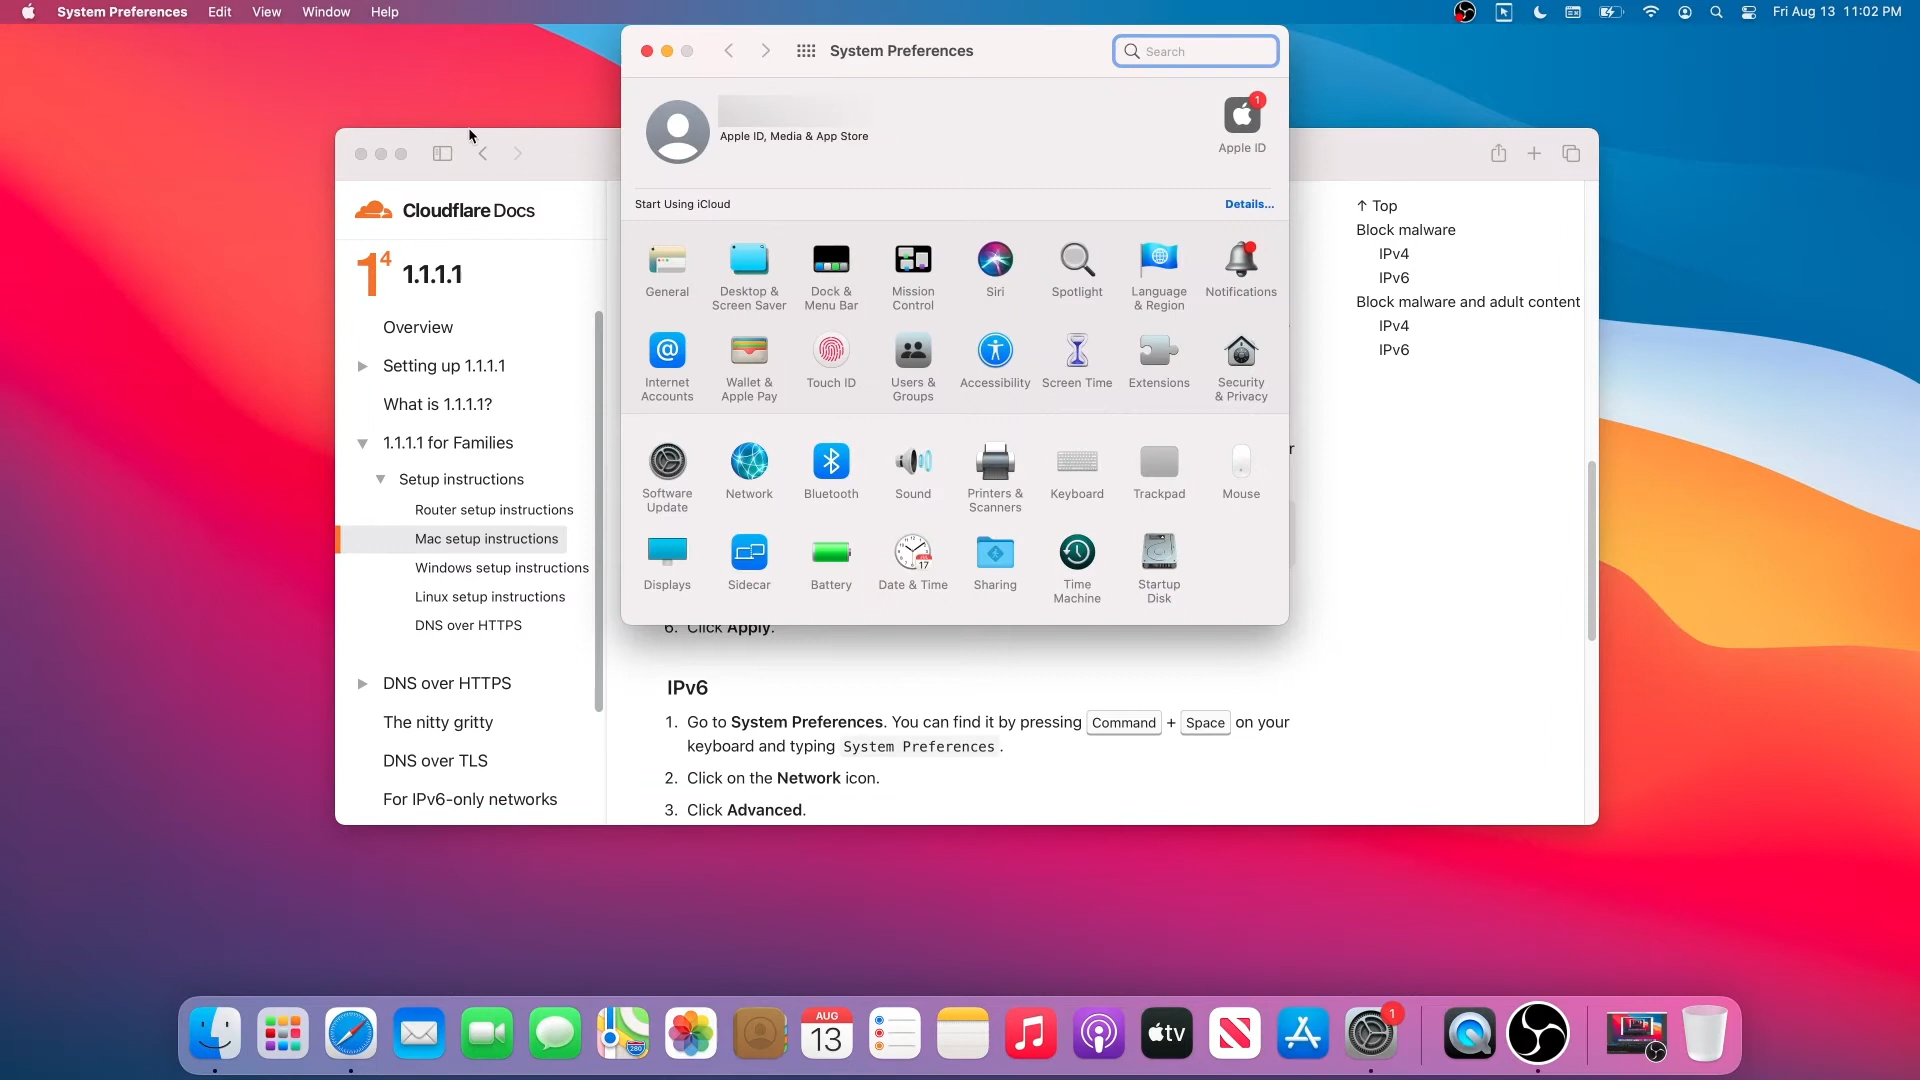 System Preferences Edit View Window Help
Fri Aug 13 11:02 PM
System Preferences
Search
Apple ID, Media & App Store
1
Apple ID
Start Using iCloud
Details...
General
Desktop &
Screen Saver
Dock &
Menu Bar
Mission
Control
Siri
Spotlight
Language
& Region
Notifications
Internet
Accounts
Wallet &
Apple Pay
Touch ID
Users &
Groups
Accessibility
Screen Time
Extensions
Security
& Privacy
Software
Update
Network
Bluetooth
Sound
Printers &
Scanners
Keyboard
Trackpad
Mouse
Displays
Sidecar
Battery
17
Date & Time
Sharing
Time
Machine
Startup
Disk
Cloudflare Docs
1⁴ 1.1.1.1
Overview
Setting up 1.1.1.1
What is 1.1.1.1?
1.1.1.1 for Families
Setup instructions
Router setup instructions
Mac setup instructions
Windows setup instructions
Linux setup instructions
DNS over HTTPS
DNS over HTTPS
The nitty gritty
DNS over TLS
For IPv6-only networks
6. Click Apply.
IPv6
1. Go to System Preferences. You can find it by pressing Command + Space on your
keyboard and typing System Preferences .
2. Click on the Network icon.
3. Click Advanced.
↑ Top
Block malware
IPv4
IPv6
Block malware and adult content
IPv4
IPv6
280
AUG
13
tv
1